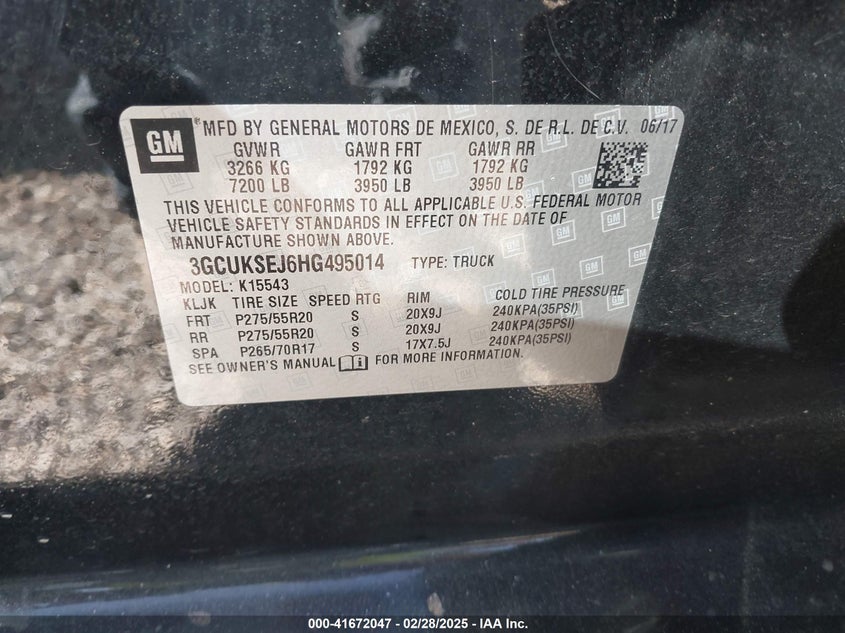 GM ® MFD BY GENERAL MOTORS DE MEXICO, S. DE R.L. DE C.V. 06/17
GVWR GAWR FRT GAWR RR
3266 KG 1792 KG 1792 KG
7200 LB 3950 LB 3950 LB
THIS VEHICLE CONFORMS TO ALL APPLICABLE U.S. FEDERAL MOTOR
VEHICLE SAFETY STANDARDS IN EFFECT ON THE DATE OF
MANUFACTURE SHOWN ABOVE.
3GCUKSEJ6HG495014 TYPE: TRUCK
MODEL: K15543
KLJK TIRE SIZE SPEED RTG RIM COLD TIRE PRESSURE
FRT P275/55R20 S 20X9J 240KPA(35PSI)
RR P275/55R20 S 20X9J 240KPA(35PSI)
SPA P265/70R17 S 17X7.5J 240KPA(35PSI)
SEE OWNER'S MANUAL FOR MORE INFORMATION.
000-41672047 - 02/28/2025 - IAA Inc.